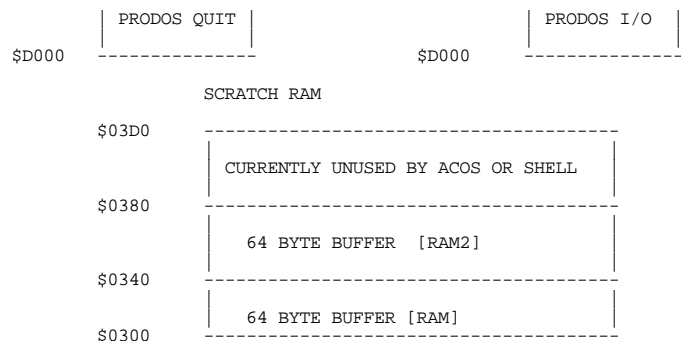 PRODOS QUIT PRODOS I/O
$D000 $D000
SCRATCH RAM
$03D0
CURRENTLY UNUSED BY ACOS OR SHELL
$0380
64 BYTE BUFFER [RAM2]
$0340
64 BYTE BUFFER [RAM]
$0300